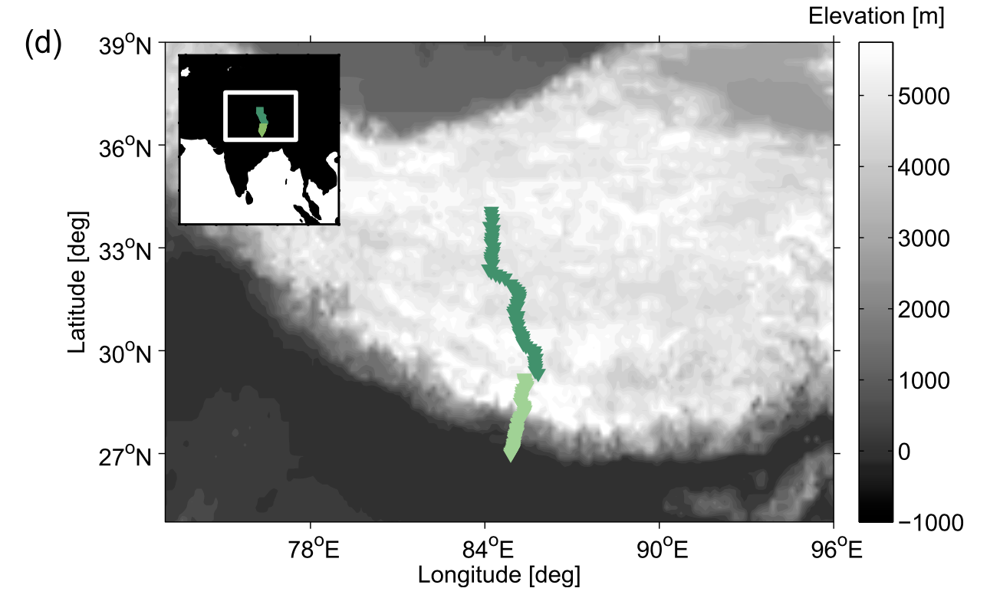 Elevation [m]
(d)
39°N
36°N
33°N
30°N
27°N
Latitude [deg]
78°E
84°E
90°E
96°E
Longitude [deg]
5000
4000
3000
2000
1000
0
−1000